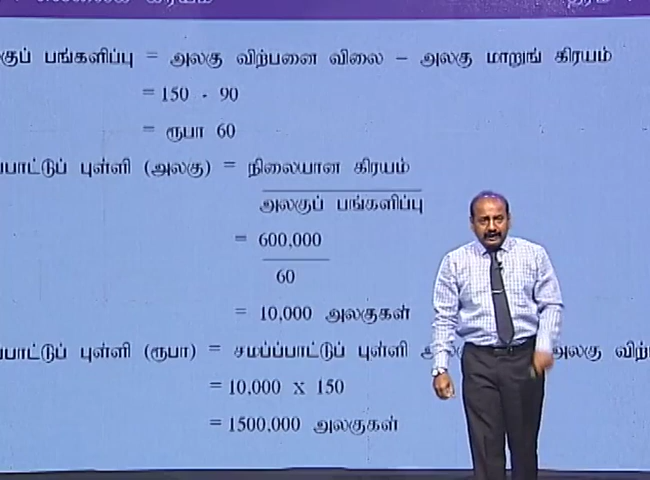 பங்களிப்பு = அலகு விற்பனை விலை – அலகு மாறுங் கிரயம்
= 150 - 90
= ரூபா 60
புள்ளி (அலகு) = நிலையான கிரயம்
அலகுப் பங்களிப்பு
= 600,000
60
= 10,000 அலகுகள்
புள்ளி (ரூபா) = சமப்ப்பாட்டுப் புள்ளி அலகு
= 10,000 x 150
= 1500,000 அலகுகள்